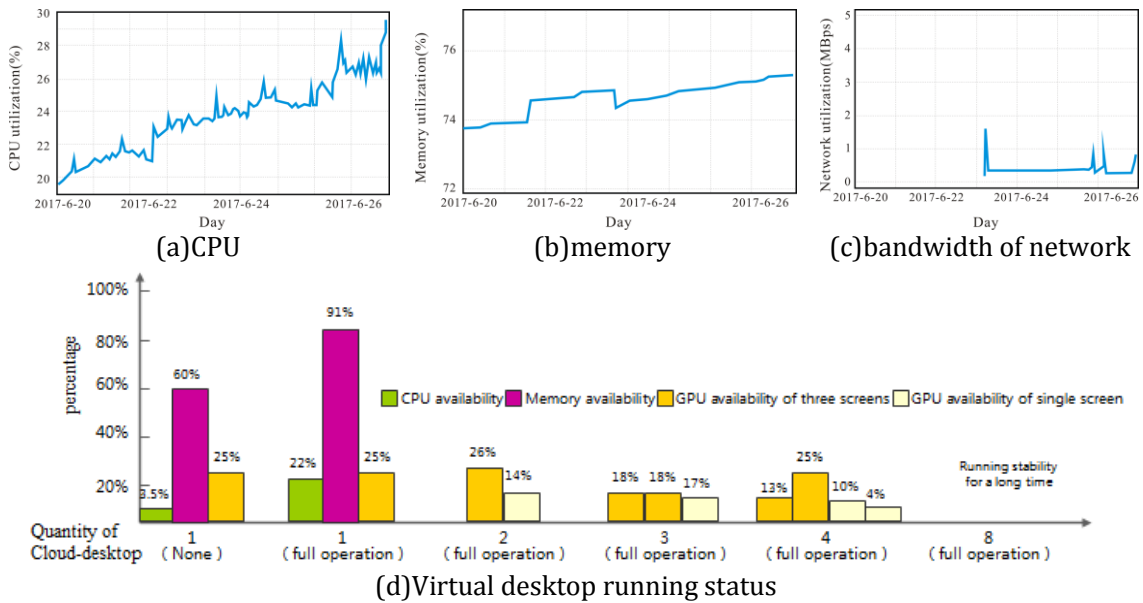 CPU utilization(%)
30
28
26
24
22
20
2017-6-20 2017-6-22 2017-6-24 2017-6-26
Day
(a)CPU
Memory utilization(%)
76
74
72
2017-6-20 2017-6-22 2017-6-24 2017-6-26
Day
(b)memory
Network utilization(MBps)
5
4
3
2
1
0
2017-6-20 2017-6-22 2017-6-24 2017-6-26
Day
(c)bandwidth of network
percentage
100%
80%
60%
40%
20%
CPU availability Memory availability GPU availability of three screens GPU availability of single screen
3.5% 60% 25%
22% 91% 25%
26% 14%
18% 18% 17%
13% 25% 10% 4%
Running stability
for a long time
Quantity of
Cloud-desktop
1 1 2 3 4 8
( None ) ( full operation ) ( full operation ) ( full operation ) ( full operation ) ( full operation )
(d)Virtual desktop running status